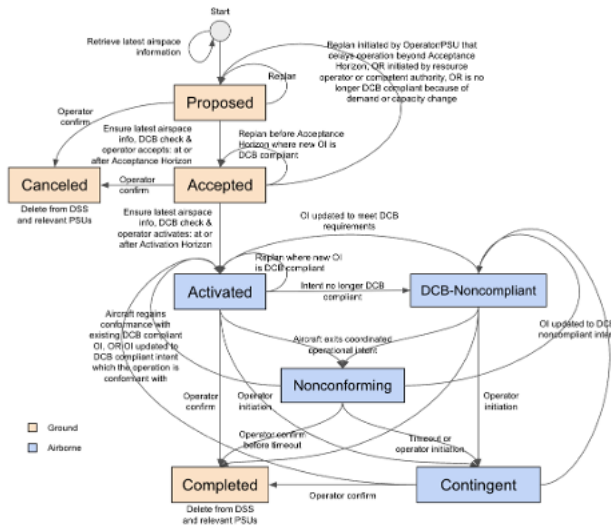 Start
Retrieve latest airspace
information
Replan initiated by Operator/PSU that
delays operation beyond Acceptance
Horizon, OR initiated by resource
operator or competent authority, OR is no
longer DCB compliant because of
demand or capacity change
Replan
Proposed
Operator
confirm
Ensure latest airspace
info, DCB check &
operator accepts: at or
after Acceptance Horizon
Replan before Acceptance
Horizon where new OI is
DCB compliant
Canceled
Operator
confirm
Accepted
Delete from DSS
and relevant PSUs
Ensure latest airspace
info, DCB check &
operator activates: at or
after Activation Horizon
OI updated to meet DCB
requirements
Replan where new OI
is DCB compliant
Activated
Intent no longer DCB
compliant
DCB-Noncompliant
Aircraft regains
conformance with
existing DCB compliant
OI, OR OI updated to
DCB compliant intent
which the operation is
conformant with
Aircraft exits coordinated
operational intent
OI updated to DCB
noncompliant intent
Nonconforming
Operator
confirm
Operator
initiation
Operator
initiation
Ground
Airborne
Operator confirm
before timeout
Timeout or
operator initiation
Completed
Operator confirm
Contingent
Delete from DSS
and relevant PSUs